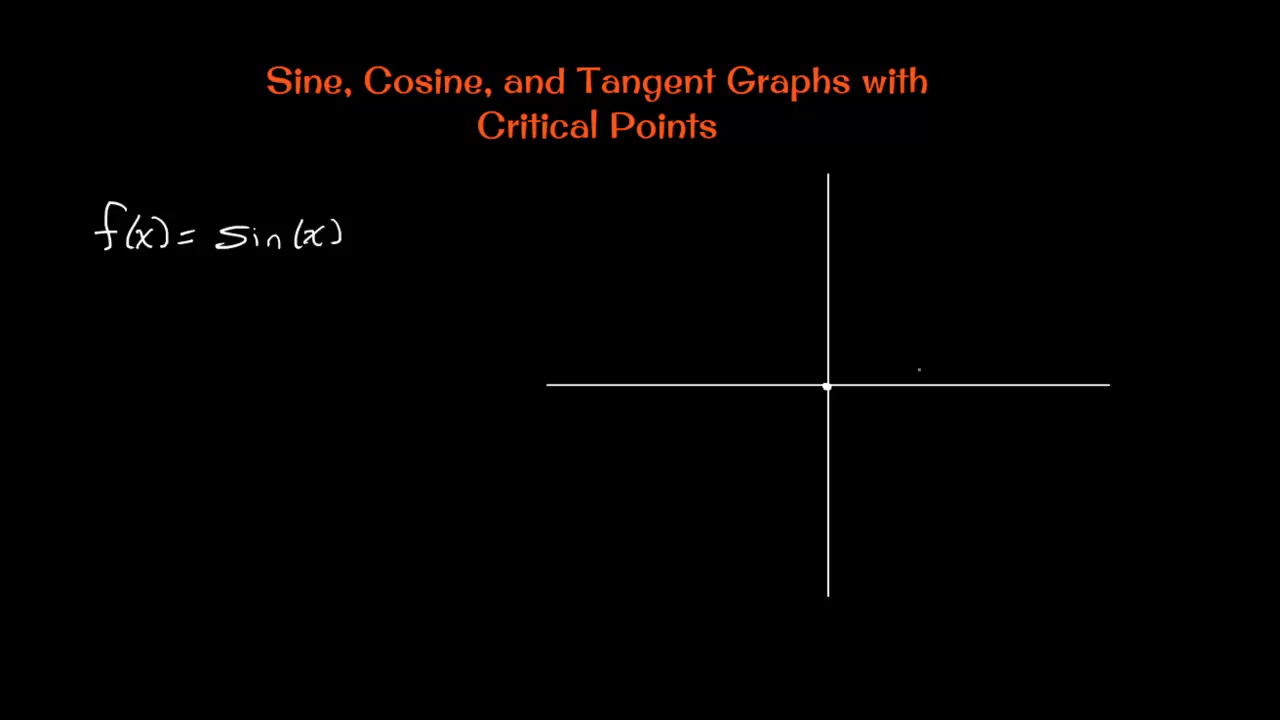 Sine, Cosine, and Tangent Graphs with
Critical Points
f(x) = sin(x)